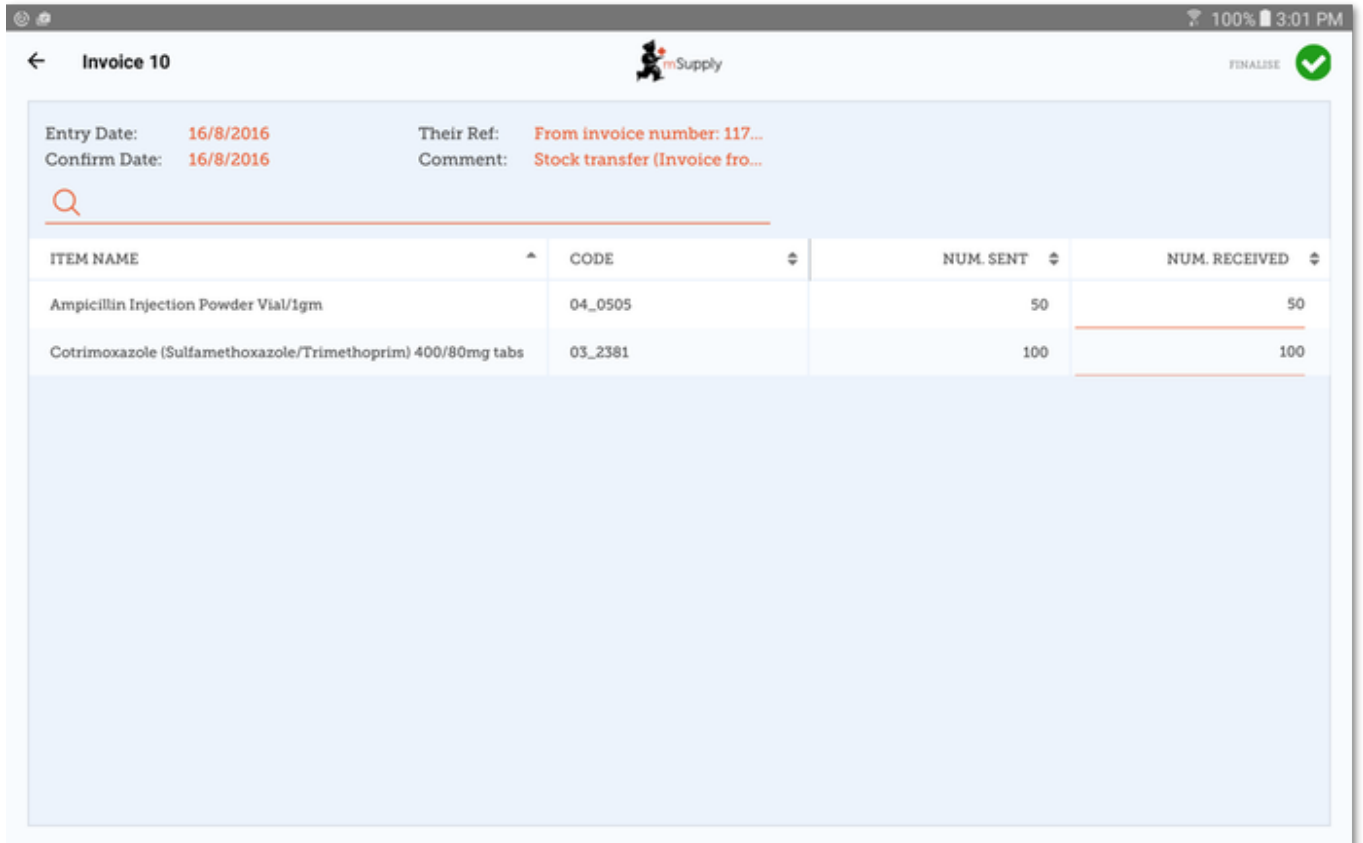 100% 3:01 PM
Invoice 10
mSupply
FINALISE
Entry Date: 16/8/2016 Their Ref: From invoice number: 117...
Confirm Date: 16/8/2016 Comment: Stock transfer (Invoice fro...
ITEM NAME CODE NUM. SENT NUM. RECEIVED
Ampicillin Injection Powder Vial/1gm 04_0505 50 50
Cotrimoxazole (Sulfamethoxazole/Trimethoprim) 400/80mg tabs 03_2381 100 100